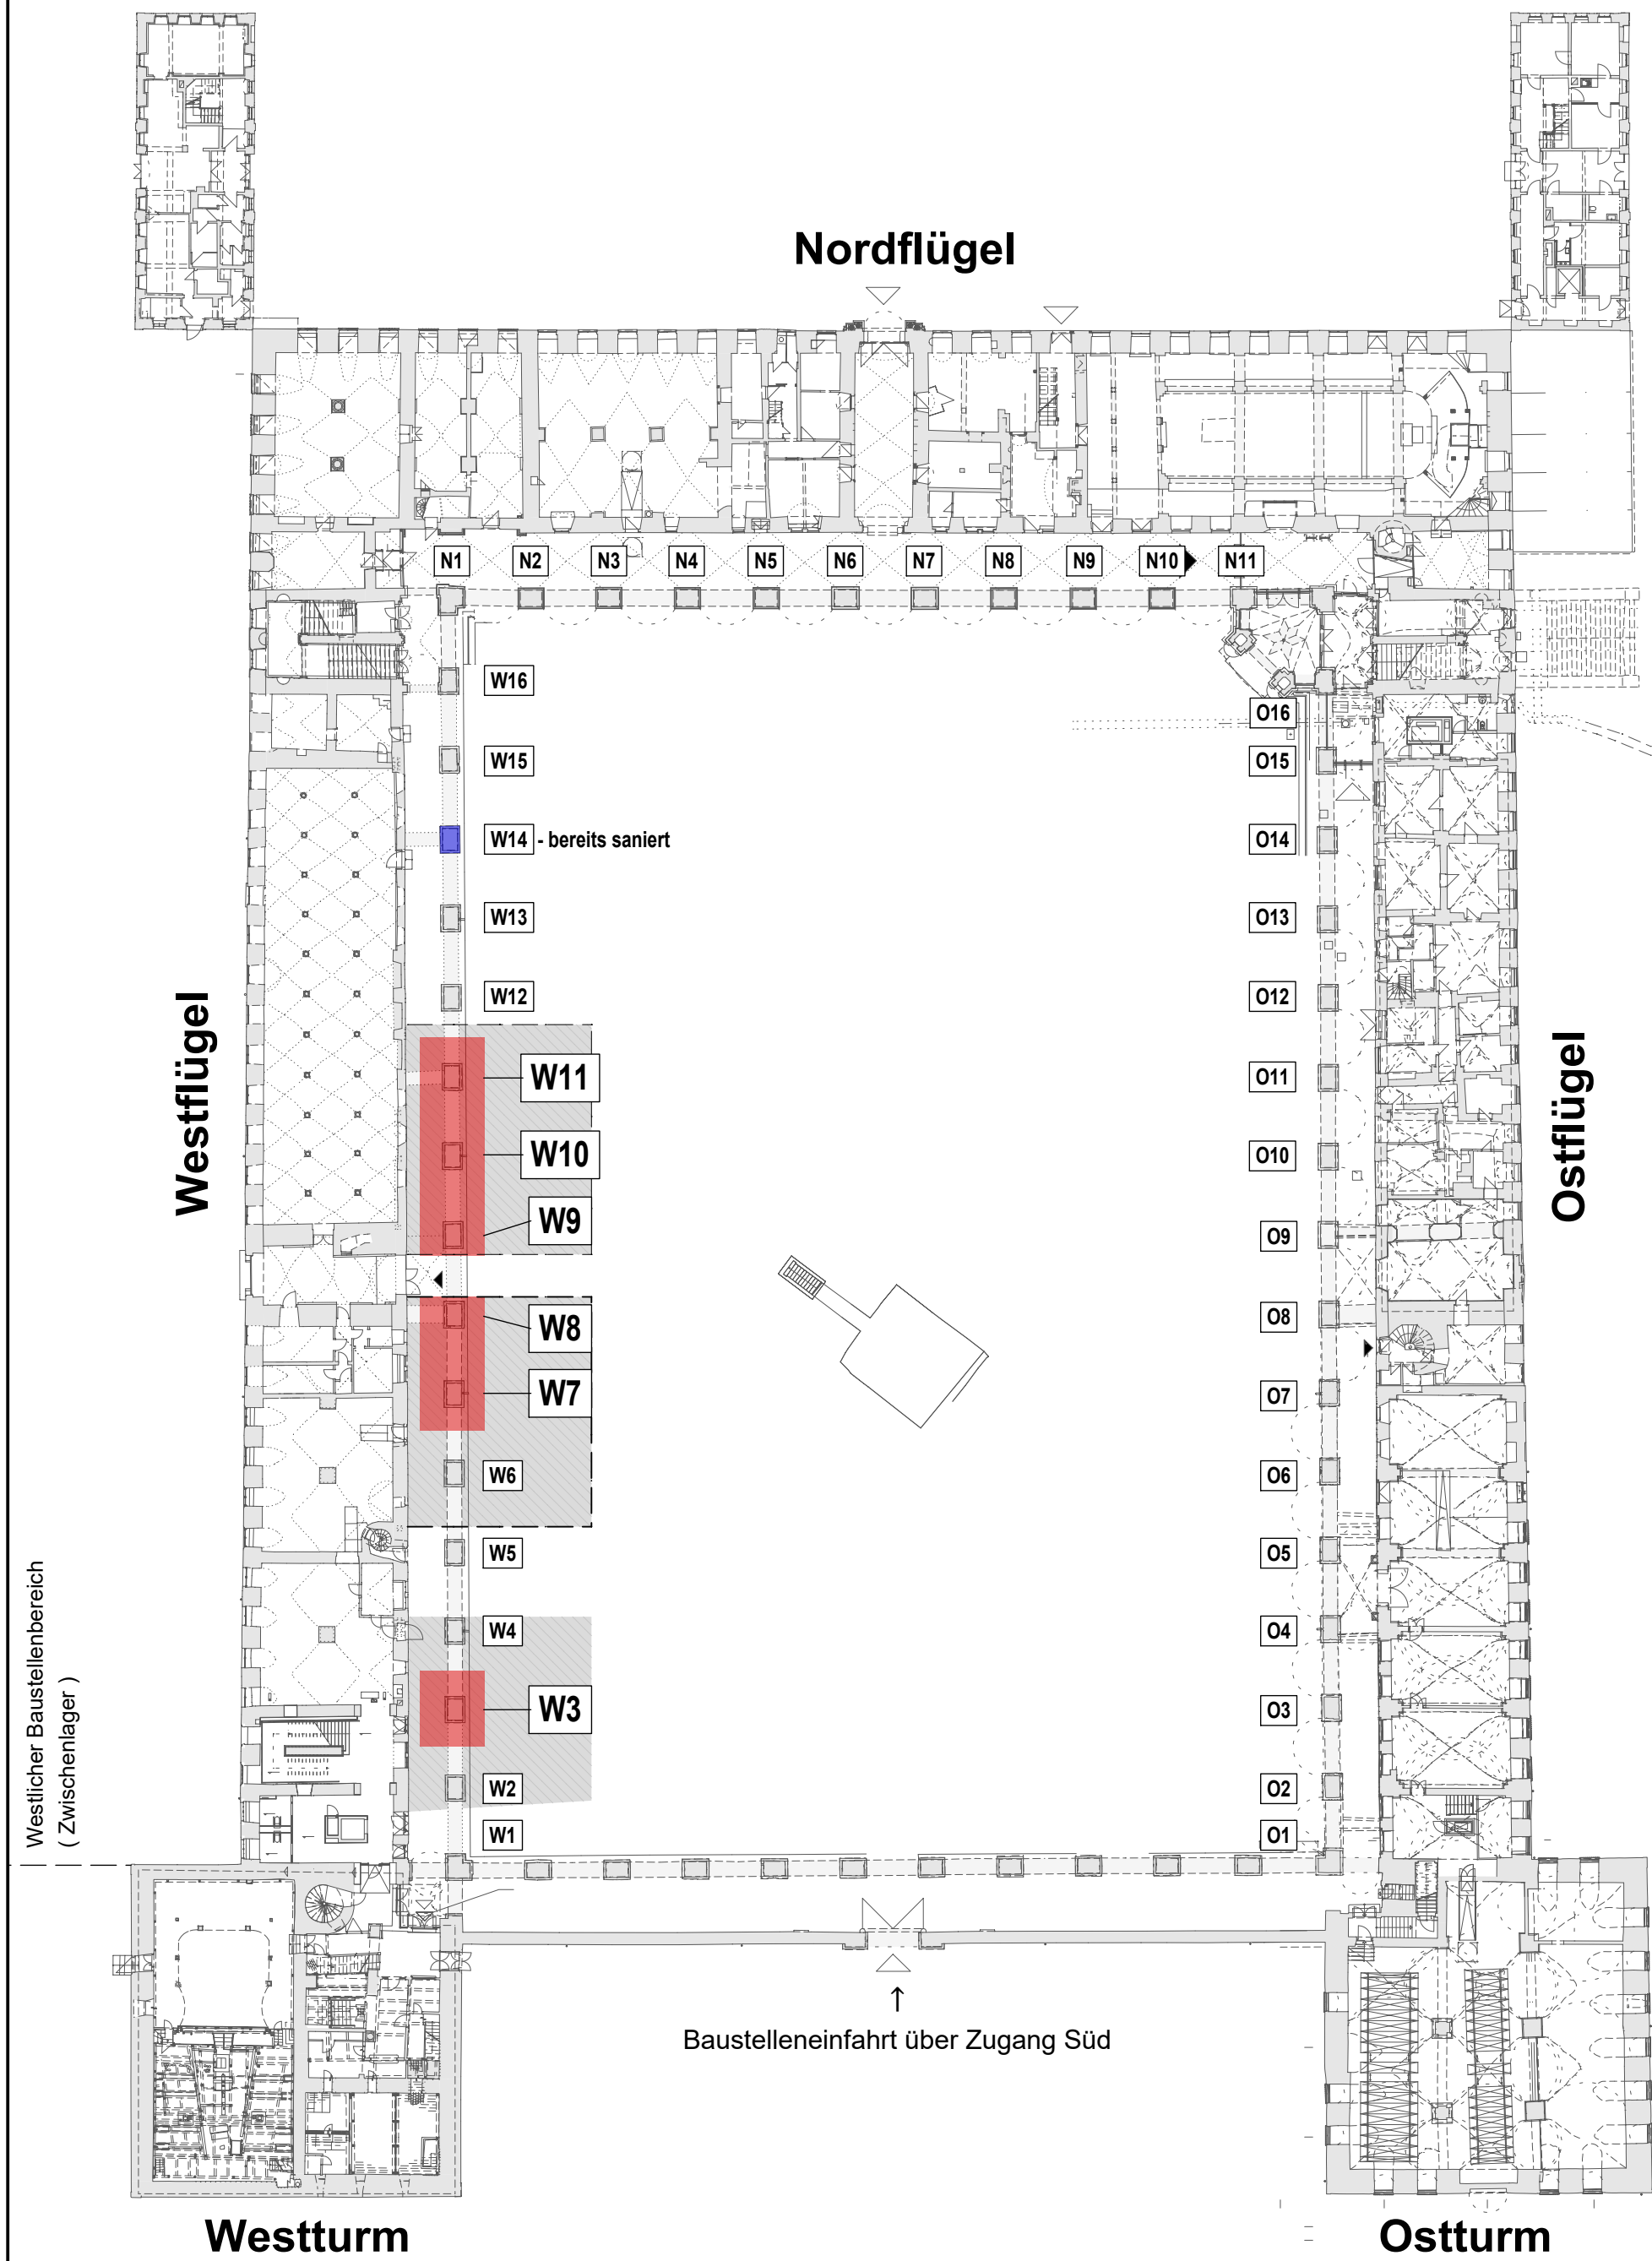 Nordflügel
N1 N2 N3 N4 N5 N6 N7 N8 N9 N10 N11
W16
O16
W15
O15
W14 - bereits saniert
O14
W13
O13
W12
O12
Westflügel
Ostflügel
W11
O11
W10
O10
W9
O9
W8
O8
W7
O7
W6
O6
W5
O5
W4
O4
W3
O3
W2
O2
W1
O1
Westlicher Baustellenbereich
( Zwischenlager )
Baustelleneinfahrt über Zugang Süd
Westturm
Ostturm